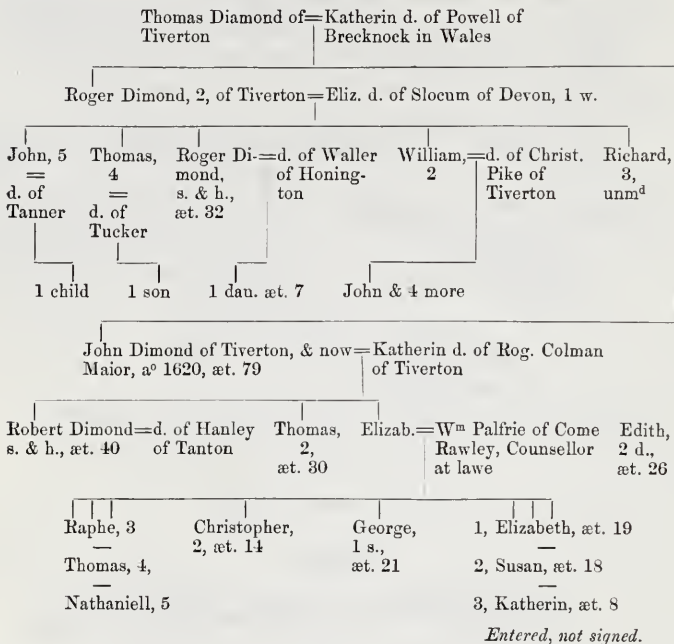 Thomas Diamond of=Katherin d. of Powell of
Tiverton Brecknock in Wales
Roger Dimond, 2, of Tiverton=Eliz. d. of Slocum of Devon, 1 w.
John, 5 Thomas, Roger Di-=d. of Waller William,=d. of Christ. Richard,
= 4 mond, of Honing- 2 Pike of 3,
d. of = s. & h., ton Tiverton unmᵈ
Tanner d. of æt. 32
Tucker
1 child 1 son 1 dau. æt. 7 John & 4 more
John Dimond of Tiverton, & now=Katherin d. of Rog. Colman
Maior, aº 1620, æt. 79 of Tiverton
Robert Dimond=d. of Hanley Thomas, Elizab.=Wᵐ Palfrie of Come Edith,
s. & h., æt. 40 of Tanton 2, Rawley, Counsellor 2 d.,
æt. 30 at lawe æt. 26
Raphe, 3 Christopher, George, 1, Elizabeth, æt. 19
— 2, æt. 14 1 s., —
Thomas, 4, æt. 21 2, Susan, æt. 18
— —
Nathaniell, 5 3, Katherin, æt. 8
Entered, not signed.